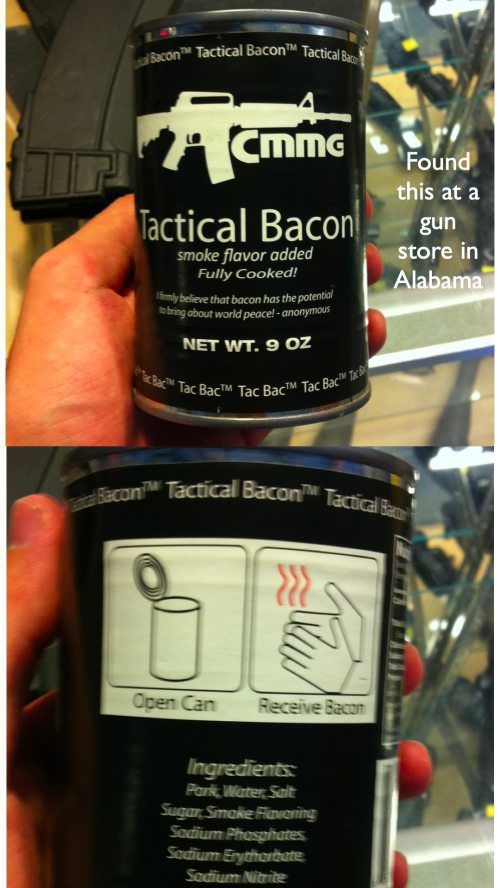 Bacon™ Tactical Bacon™ Tactical Bacon
CMMG
Tactical Bacon
smoke flavor added
Fully Cooked!
I firmly believe that bacon has the potential
to bring about world peace! - anonymous
NET WT. 9 OZ
Tac Bac™ Tac Bac™ Tac Bac™ Tac Bac™ Tac
Found
this at a
gun
store in
Alabama
Bacon™ Tactical Bacon™ Tactical
Open Can
Receive Bacon
Ingredients:
Pork, Water, Salt
Sugar, Smoke Flavoring
Sodium Phosphates,
Sodium Erythorbate,
Sodium Nitrite